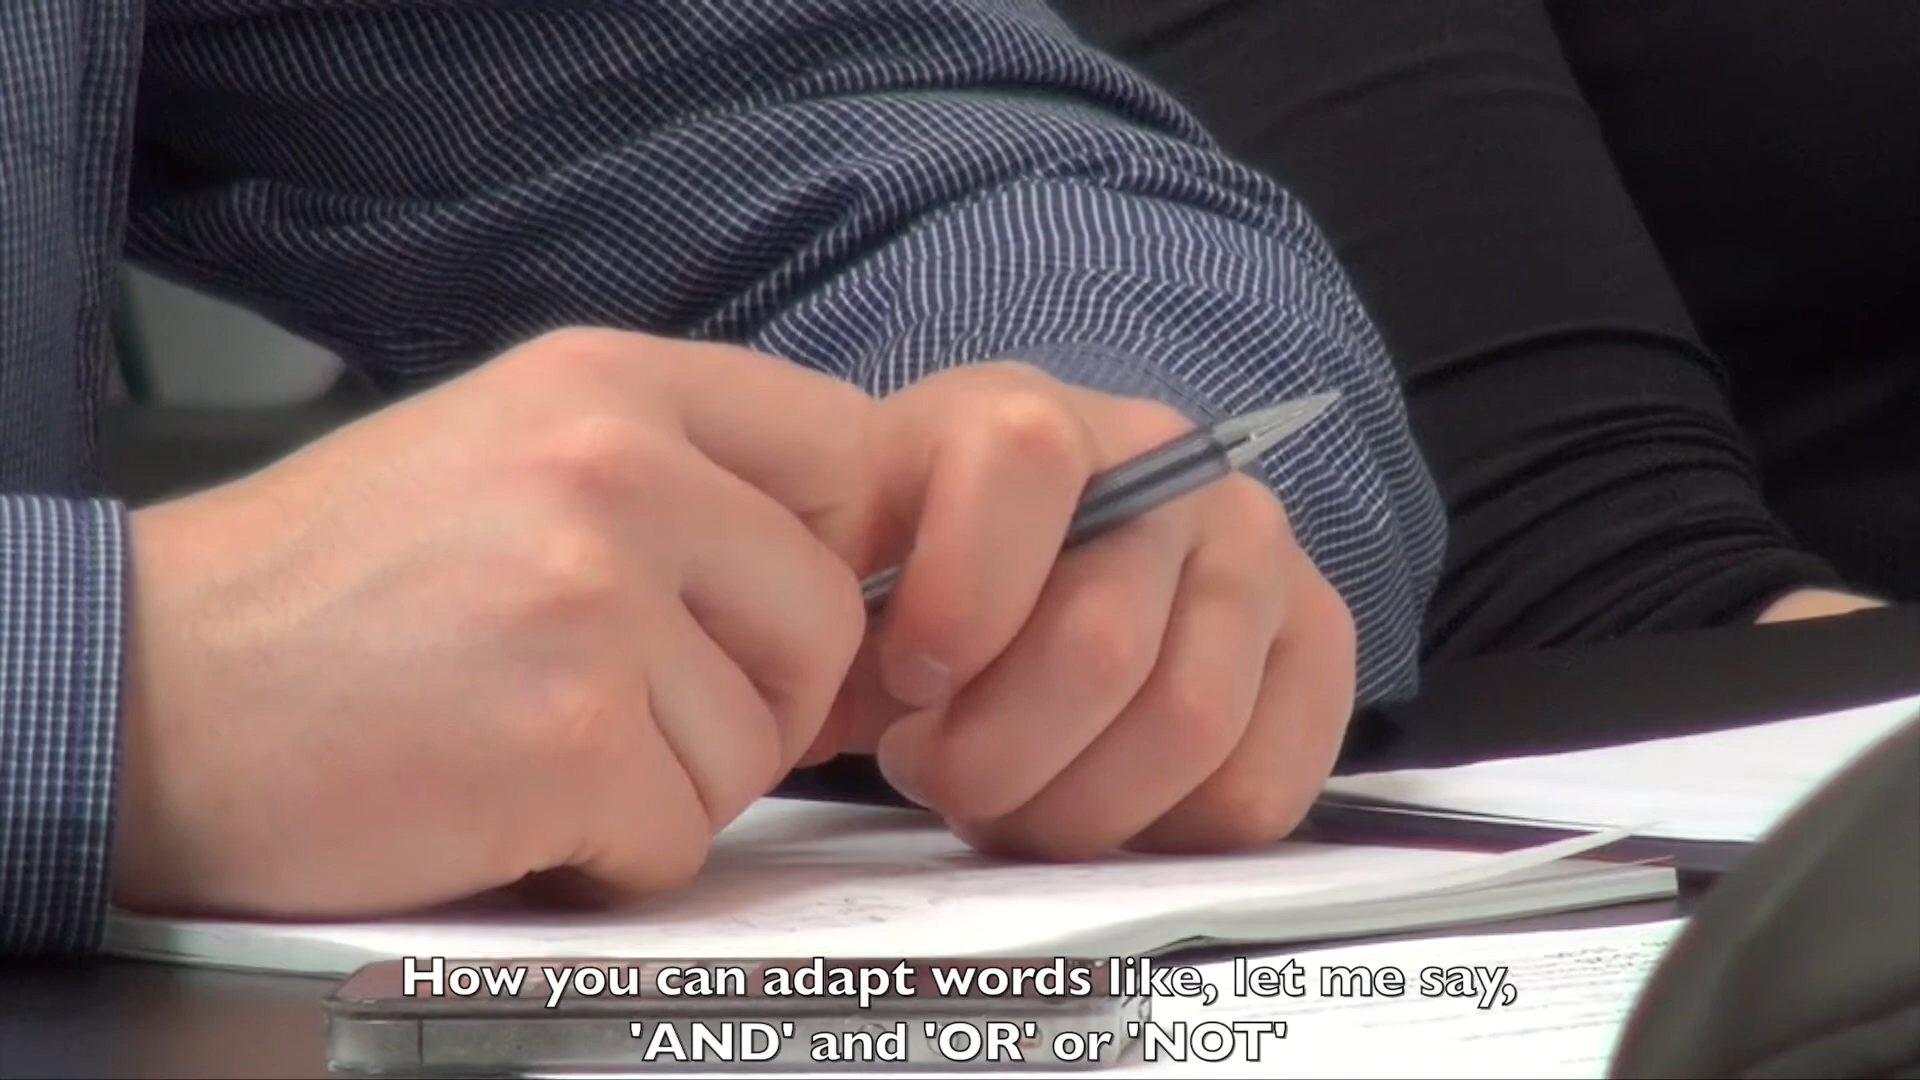 How you can adapt words like, let me say,
'AND' and 'OR' or 'NOT'